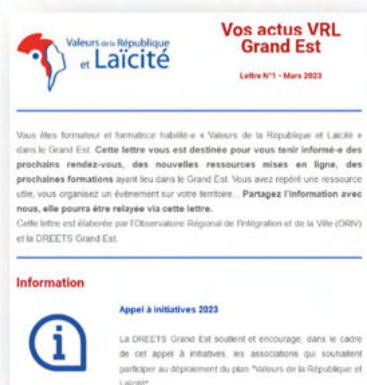 Valeurs de la République
et Laïcité
Vos actus VRL
Grand Est
Lettre N°1 - Mars 2023
Vous êtes formateur et formatrice habilité-e « Valeurs de la République et Laïcité »
dans le Grand Est. Cette lettre vous est destinée pour vous tenir informé-e des
prochains rendez-vous, des nouvelles ressources mises en ligne, des
prochaines formations ayant lieu dans le Grand Est. Vous avez repéré une ressource
utile, vous organisez un évènement sur votre territoire... Partagez l'information avec
nous, elle pourra être relayée via cette lettre.
Cette lettre est élaborée par l'Observatoire Régional de l'Intégration et de la Ville (ORIV)
et la DREETS Grand Est.
Information
Appel à initiatives 2023
La DREETS Grand Est soutient et encourage, dans le cadre
de cet appel à initiatives, les associations qui souhaitent
participer au déploiement du plan "Valeurs de la République et
Laïcité"